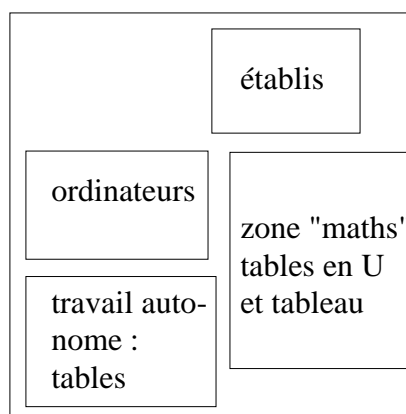 établis
ordinateurs
zone "maths"
tables en U
et tableau
travail auto-
nome :
tables